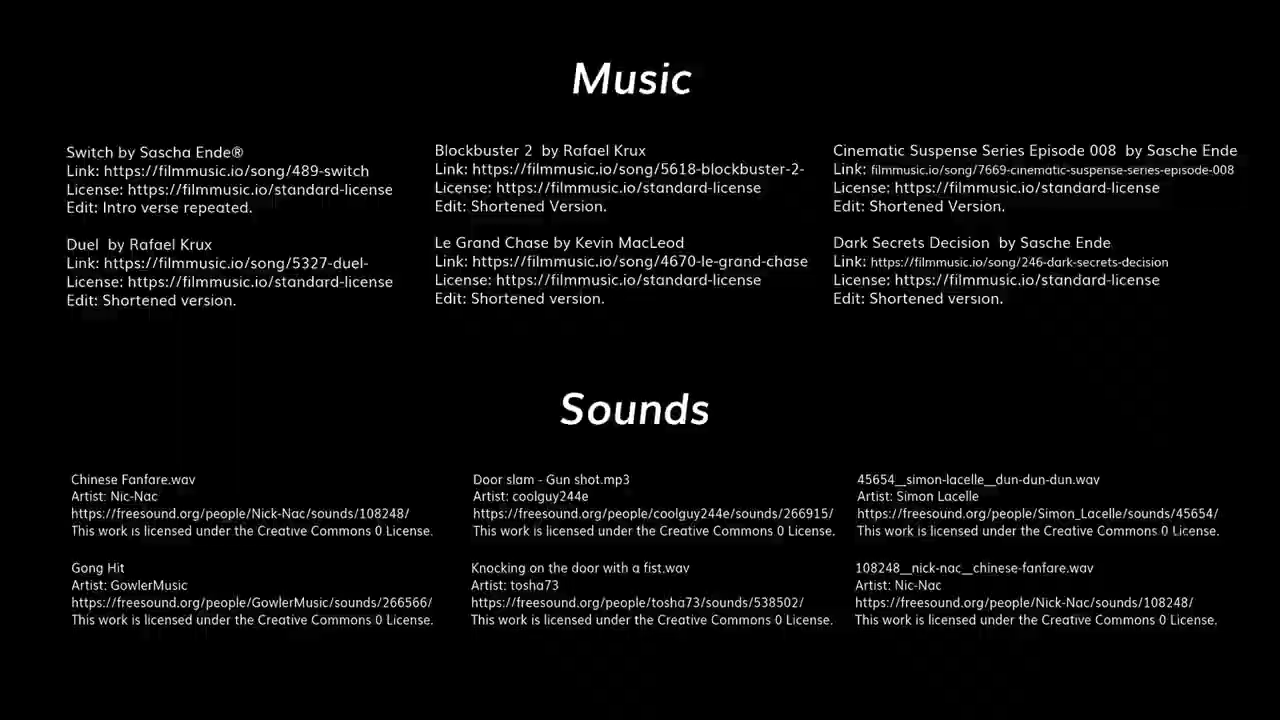 Music
Switch by Sascha Ende®
Link: https://filmmusic.io/song/489-switch
License: https://filmmusic.io/standard-license
Edit: Intro verse repeated.
Duel by Rafael Krux
Link: https://filmmusic.io/song/5327-duel-
License: https://filmmusic.io/standard-license
Edit: Shortened version.
Blockbuster 2 by Rafael Krux
Link: https://filmmusic.io/song/5618-blockbuster-2-
License: https://filmmusic.io/standard-license
Edit: Shortened Version.
Le Grand Chase by Kevin MacLeod
Link: https://filmmusic.io/song/4670-le-grand-chase
License: https://filmmusic.io/standard-license
Edit: Shortened version.
Cinematic Suspense Series Episode 008 by Sasche Ende
Link: filmmusic.io/song/7669-cinematic-suspense-series-episode-008
License: https://filmmusic.io/standard-license
Edit: Shortened Version.
Dark Secrets Decision by Sasche Ende
Link: https://filmmusic.io/song/246-dark-secrets-decision
License: https://filmmusic.io/standard-license
Edit: Shortened version.
Sounds
Chinese Fanfare.wav
Artist: Nic-Nac
https://freesound.org/people/Nick-Nac/sounds/108248/
This work is licensed under the Creative Commons 0 License.
Gong Hit
Artist: GowlerMusic
https://freesound.org/people/GowlerMusic/sounds/266566/
This work is licensed under the Creative Commons 0 License.
Door slam - Gun shot.mp3
Artist: coolguy244e
https://freesound.org/people/coolguy244e/sounds/266915/
This work is licensed under the Creative Commons 0 License.
Knocking on the door with a fist.wav
Artist: tosha73
https://freesound.org/people/tosha73/sounds/538502/
This work is licensed under the Creative Commons 0 License.
45654__simon-lacelle__dun-dun-dun.wav
Artist: Simon Lacelle
https://freesound.org/people/Simon_Lacelle/sounds/45654/
This work is licensed under the Creative Commons 0 License.
108248__nick-nac__chinese-fanfare.wav
Artist: Nic-Nac
https://freesound.org/people/Nick-Nac/sounds/108248/
This work is licensed under the Creative Commons 0 License.